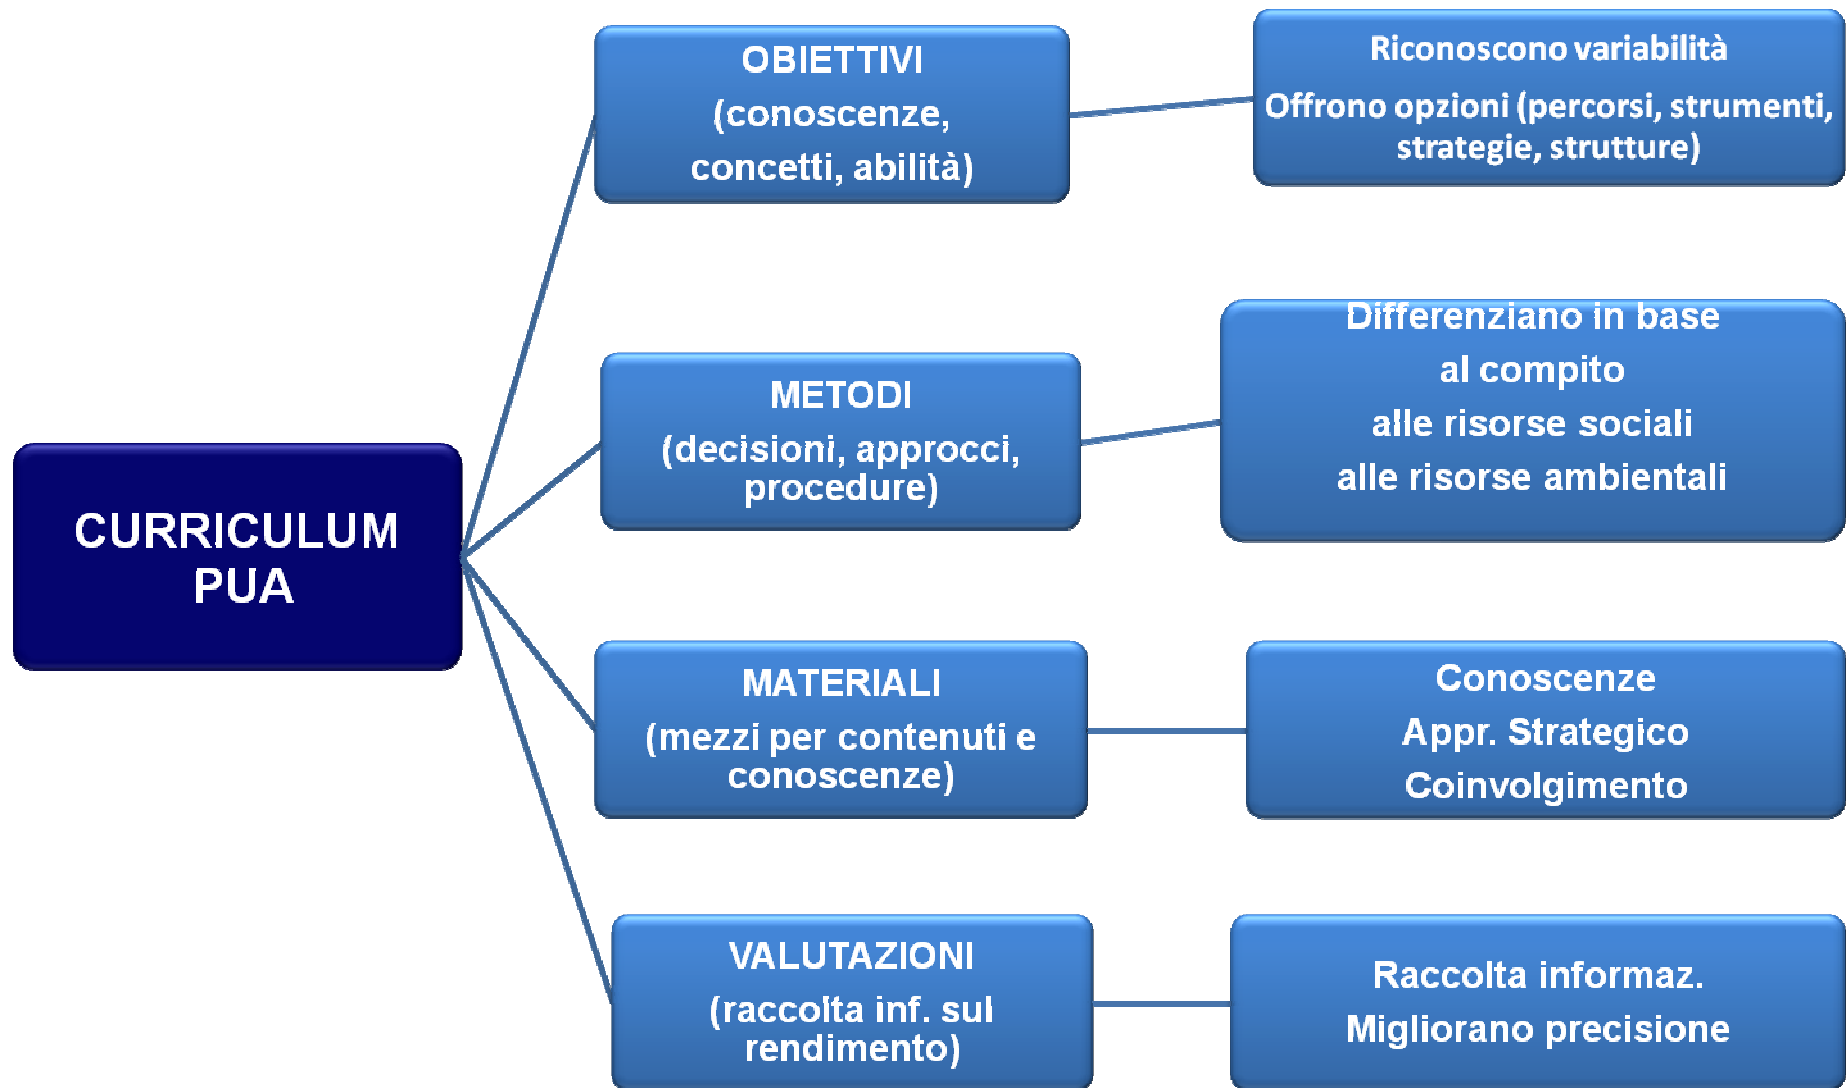 CURRICULUM
PUA
OBIETTIVI
(conoscenze,
concetti, abilità)
Riconoscono variabilità
Offrono opzioni (percorsi, strumenti,
strategie, strutture)
METODI
(decisioni, approcci,
procedure)
Differenziano in base
al compito
alle risorse sociali
alle risorse ambientali
MATERIALI
(mezzi per contenuti e
conoscenze)
Conoscenze
Appr. Strategico
Coinvolgimento
VALUTAZIONI
(raccolta inf. sul
rendimento)
Raccolta informaz.
Migliorano precisione